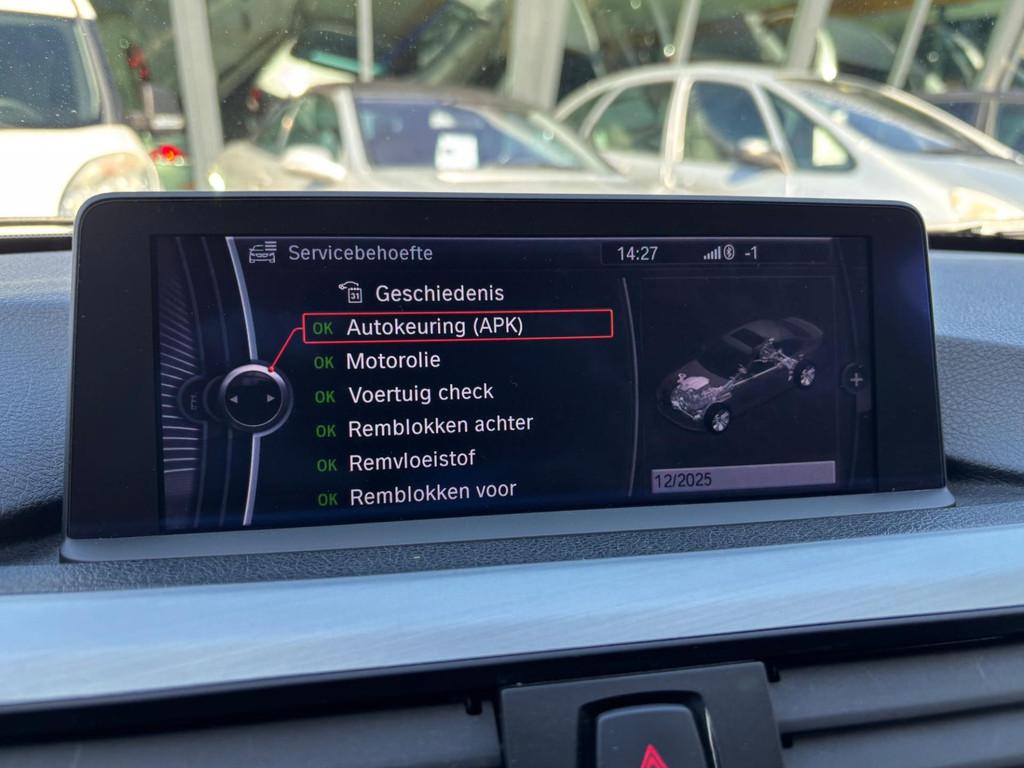 Servicebehoefte
14:27
-1
31 Geschiedenis
OK Autokeuring (APK)
OK Motorolie
OK Voertuig check
OK Remblokken achter
OK Remvloeistof
OK Remblokken voor
12/2025